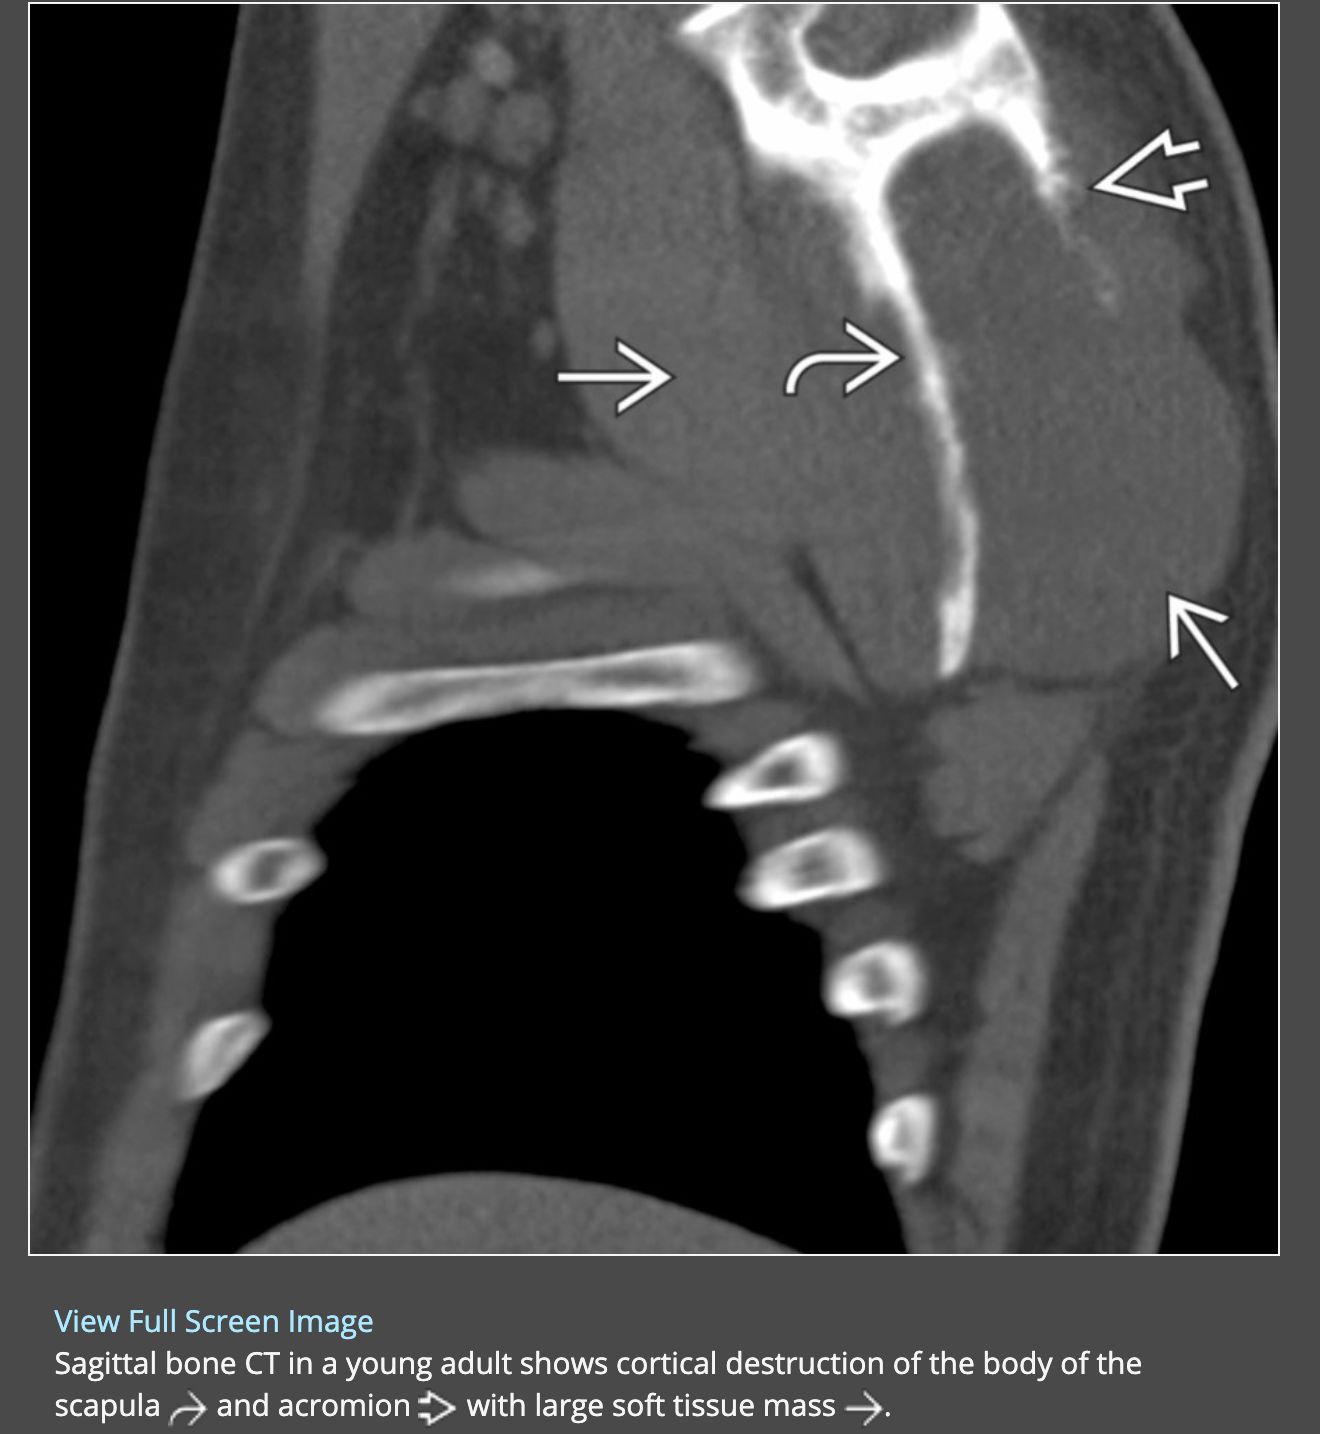 View Full Screen Image
Sagittal bone CT in a young adult shows cortical destruction of the body of the
scapula and acromion with large soft tissue mass .